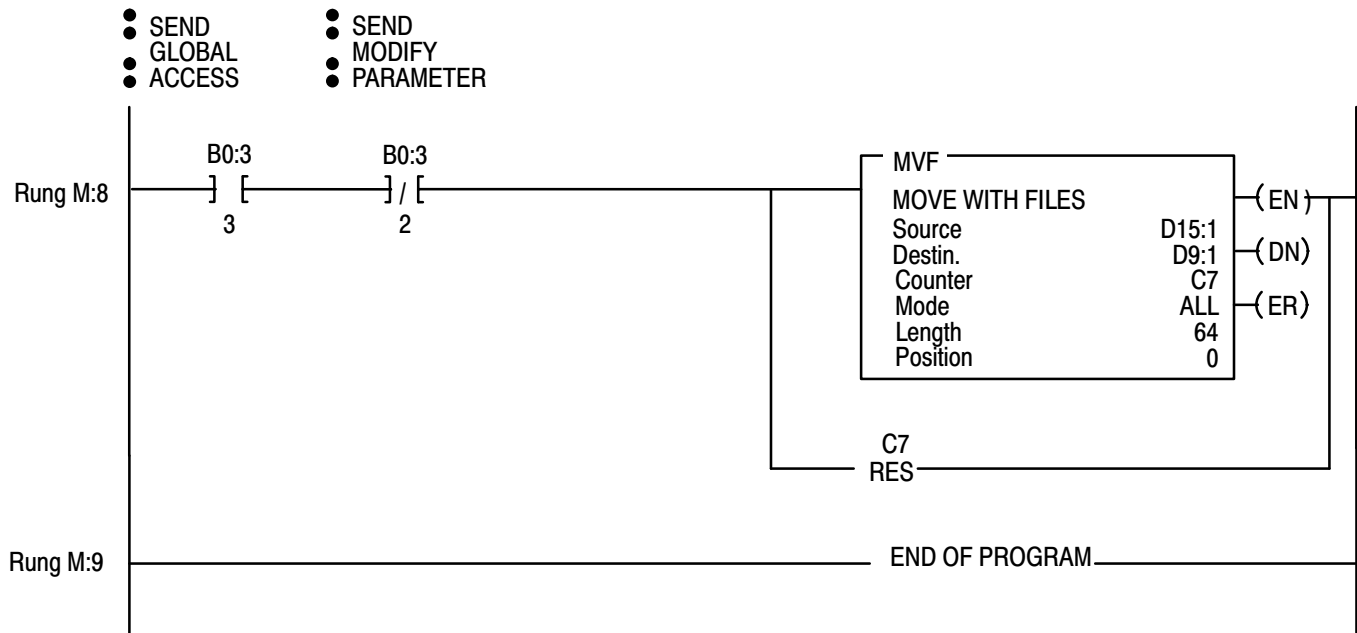 SEND
GLOBAL
ACCESS
SEND
MODIFY
PARAMETER
B0:3
B0:3
Rung M:8
] [
] / [
3
2
MVF
MOVE WITH FILES
Source D15:1
Destin. D9:1
Counter C7
Mode ALL
Length 64
Position 0
( EN )
( DN )
( ER )
C7
RES
Rung M:9
END OF PROGRAM